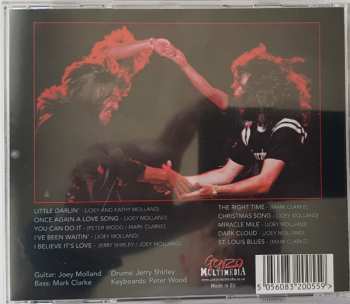 LITTLE DARLIN' - (JOEY AND KATHY MOLLAND)
ONCE AGAIN A LOVE SONG - (JOEY MOLLAND)
YOU CAN DO IT - (PETER WOOD / MARK CLARKE)
I'VE BEEN WAITIN' - (JOEY MOLLAND)
I BELIEVE IT'S LOVE - (JERRY SHIRLEY / JOEY MOLLAND)
THE RIGHT TIME - (MARK CLARKE)
CHRISTMAS SONG - (JOEY MOLLAND)
MIRACLE MILE - (JOEY MOLLAND)
DARK CLOUD - (JOEY MOLLAND)
ST. LOUIS BLUES - (MARK CLARKE)
Guitar: Joey Molland
Bass: Mark Clarke
Drums: Jerry Shirley
Keyboards: Peter Wood
Gonzo
MULTIMEDIA
Made in EU
5 056083 200559